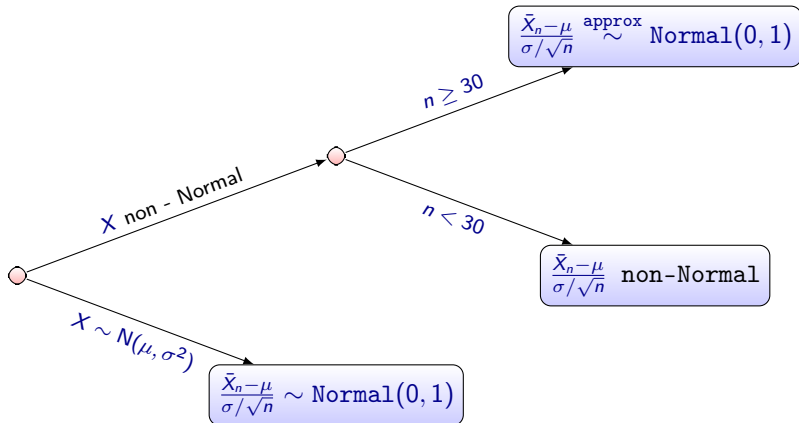 X̄ₙ−μ / σ/√n approx ∼ Normal(0, 1)
n ≥ 30
X non - Normal
n < 30
X̄ₙ−μ / σ/√n non-Normal
X ∼ N(μ, σ²)
X̄ₙ−μ / σ/√n ∼ Normal(0, 1)